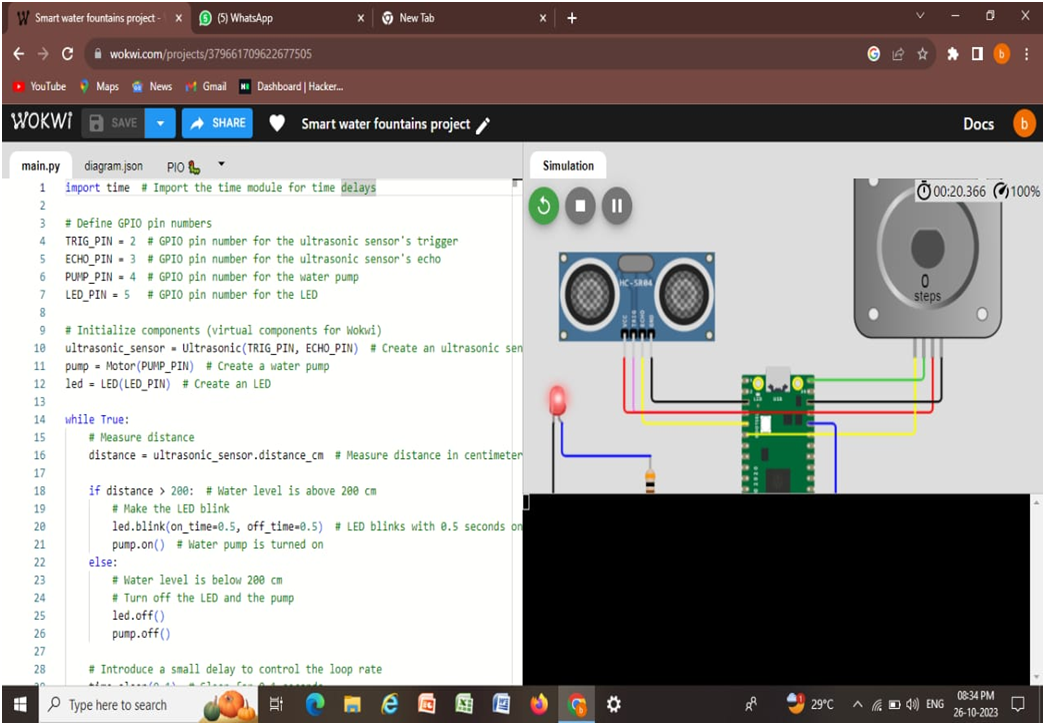 Smart water fountains project -
(5) WhatsApp
New Tab
wokwi.com/projects/379661709622677505
b
YouTube
Maps
News
Gmail
Dashboard | Hacker...
WOKWi
SAVE
SHARE
Smart water fountains project
Docs
b
main.py
diagram.json
PIO
Simulation
1 import time # Import the time module for time delays
2
3 # Define GPIO pin numbers
4 TRIG_PIN = 2 # GPIO pin number for the ultrasonic sensor's trigger
5 ECHO_PIN = 3 # GPIO pin number for the ultrasonic sensor's echo
6 PUMP_PIN = 4 # GPIO pin number for the water pump
7 LED_PIN = 5 # GPIO pin number for the LED
8
9 # Initialize components (virtual components for Wokwi)
10 ultrasonic_sensor = Ultrasonic(TRIG_PIN, ECHO_PIN) # Create an ultrasonic sen
11 pump = Motor(PUMP_PIN) # Create a water pump
12 led = LED(LED_PIN) # Create an LED
13
14 while True:
15 # Measure distance
16 distance = ultrasonic_sensor.distance_cm # Measure distance in centimeter
17
18 if distance > 200: # Water level is above 200 cm
19 # Make the LED blink
20 led.blink(on_time=0.5, off_time=0.5) # LED blinks with 0.5 seconds on
21 pump.on() # Water pump is turned on
22 else:
23 # Water level is below 200 cm
24 # Turn off the LED and the pump
25 led.off()
26 pump.off()
27
28 # Introduce a small delay to control the loop rate
00:20.366
100%
HC-SR04
VCC
TRIG
ECHO
GND
0
steps
LED
USB
Type here to search
29°C
ENG
08:34 PM
26-10-2023